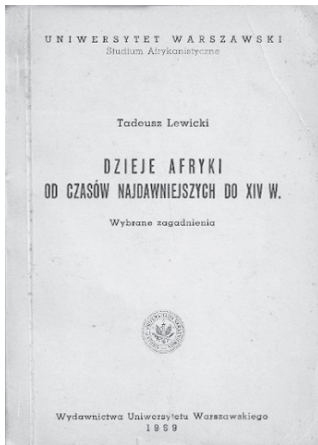 UNIWERSYTET WARSZAWSKI
Studium Afrykanistyczne
Tadeusz Lewicki
DZIEJE AFRYKI
OD CZASÓW NAJDAWNIEJSZYCH DO XIV W.
Wybrane zagadnienia
Wydawnictwa Uniwersytetu Warszawskiego
1969